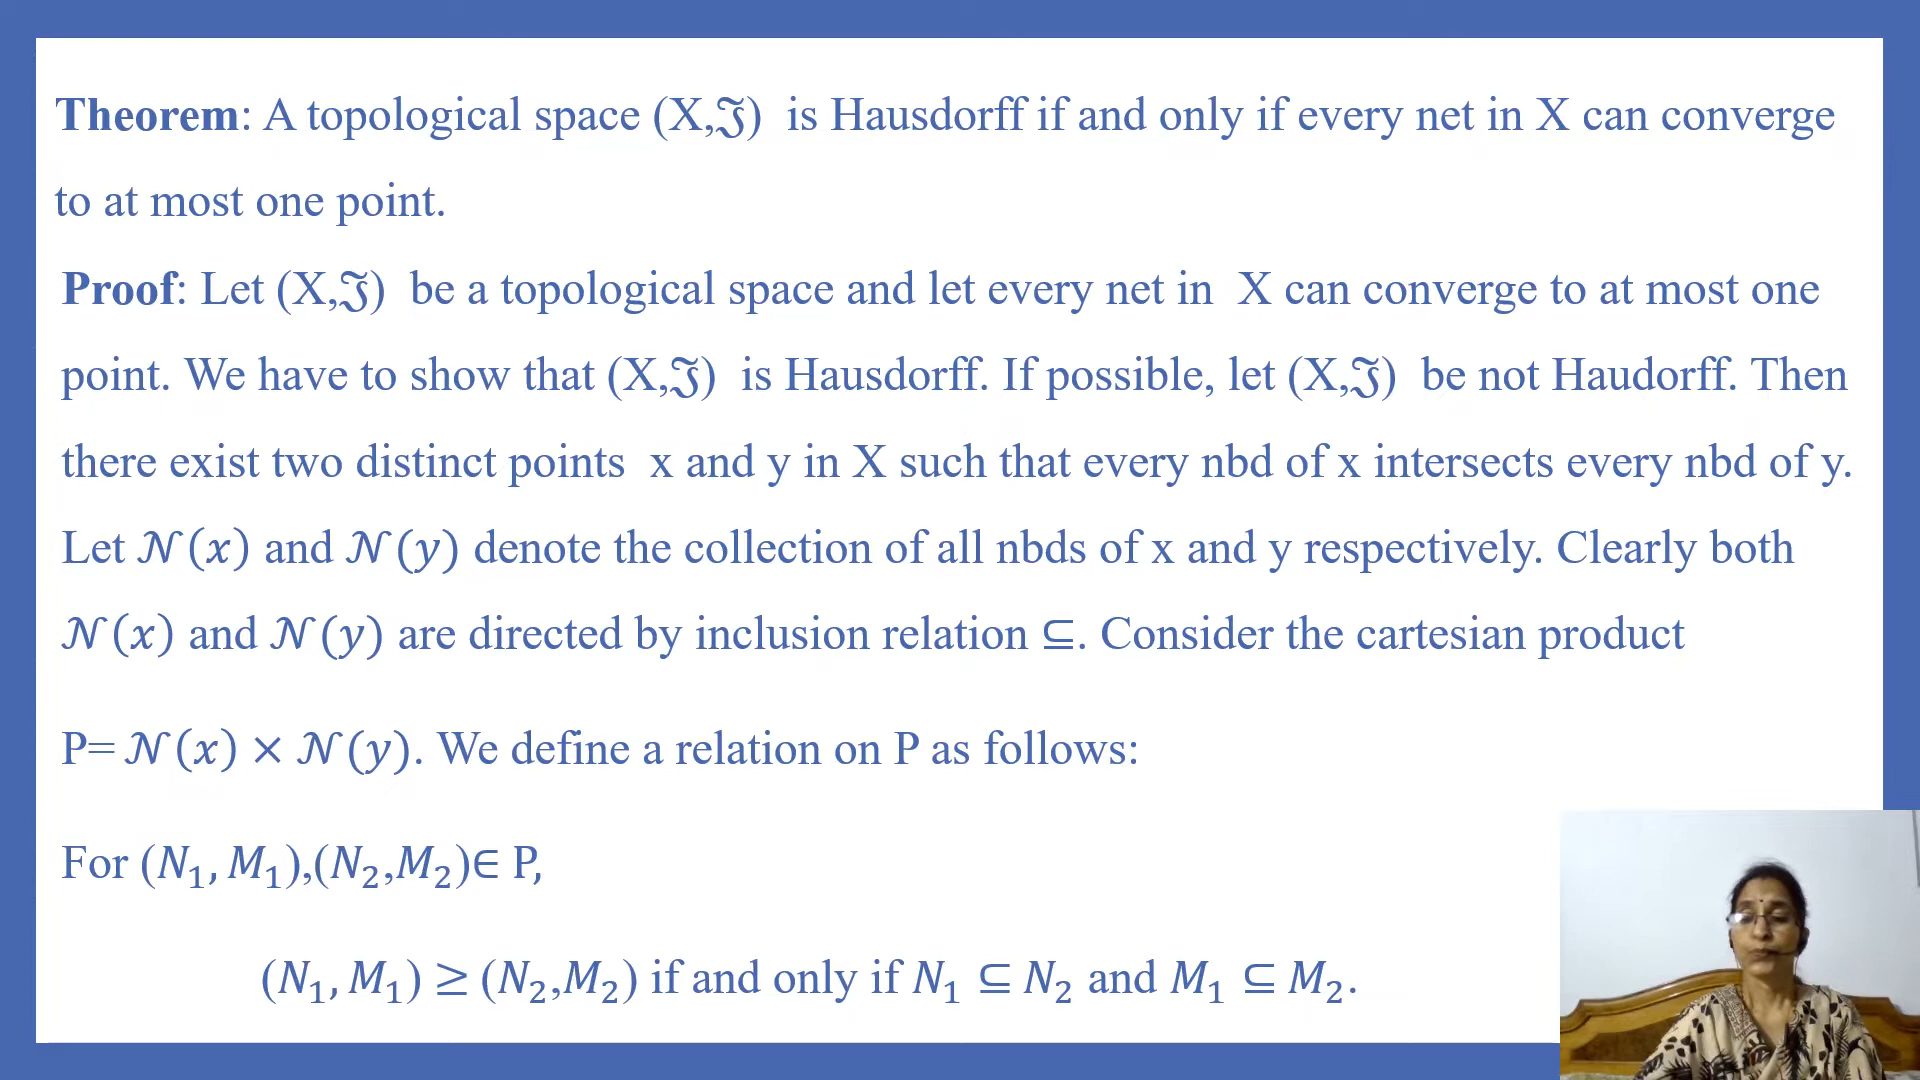 Theorem: A topological space (X,ℑ) is Hausdorff if and only if every net in X can converge
to at most one point.
Proof: Let (X,ℑ) be a topological space and let every net in X can converge to at most one
point. We have to show that (X,ℑ) is Hausdorff. If possible, let (X,ℑ) be not Haudorff. Then
there exist two distinct points x and y in X such that every nbd of x intersects every nbd of y.
Let 𝒩(x) and 𝒩(y) denote the collection of all nbds of x and y respectively. Clearly both
𝒩(x) and 𝒩(y) are directed by inclusion relation ⊆. Consider the cartesian product
P= 𝒩(x) × 𝒩(y). We define a relation on P as follows:
For (N₁, M₁),(N₂,M₂)∈ P,
(N₁, M₁) ≥ (N₂,M₂) if and only if N₁ ⊆ N₂ and M₁ ⊆ M₂.